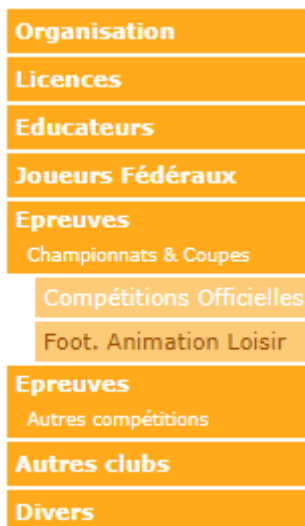 Organisation
Licences
Educateurs
Joueurs Fédéraux
Epreuves
Championnats & Coupes
Compétitions Officielles
Foot. Animation Loisir
Epreuves
Autres compétitions
Autres clubs
Divers